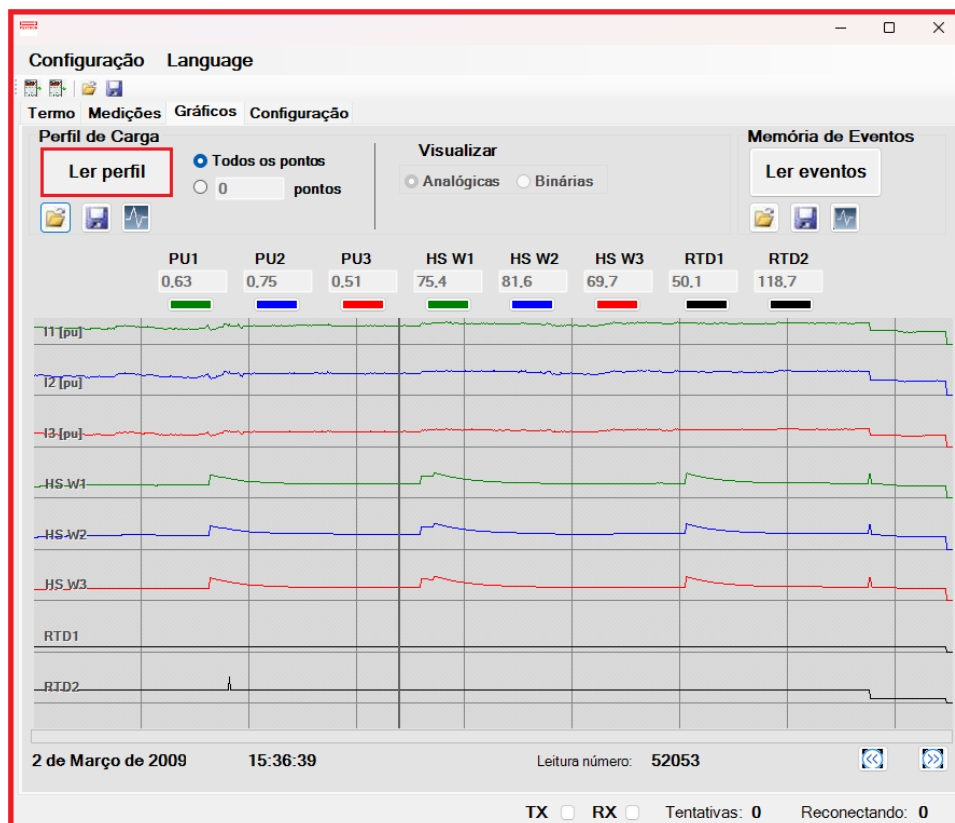 Configuração Language
Termo Medições Gráficos Configuração
Perfil de Carga
Memória de Eventos
Ler perfil
Todos os pontos
0 pontos
Visualizar
Analógicas Binárias
Ler eventos
PU1 PU2 PU3 HS W1 HS W2 HS W3 RTD1 RTD2
0,63 0,75 0,51 75,4 81,6 69,7 50,1 118,7
I1 [pu]
I2 [pu]
I3 [pu]
HS W1
HS W2
HS W3
RTD1
RTD2
2 de Março de 2009 15:36:39 Leitura número: 52053
TX RX Tentativas: 0 Reconectando: 0